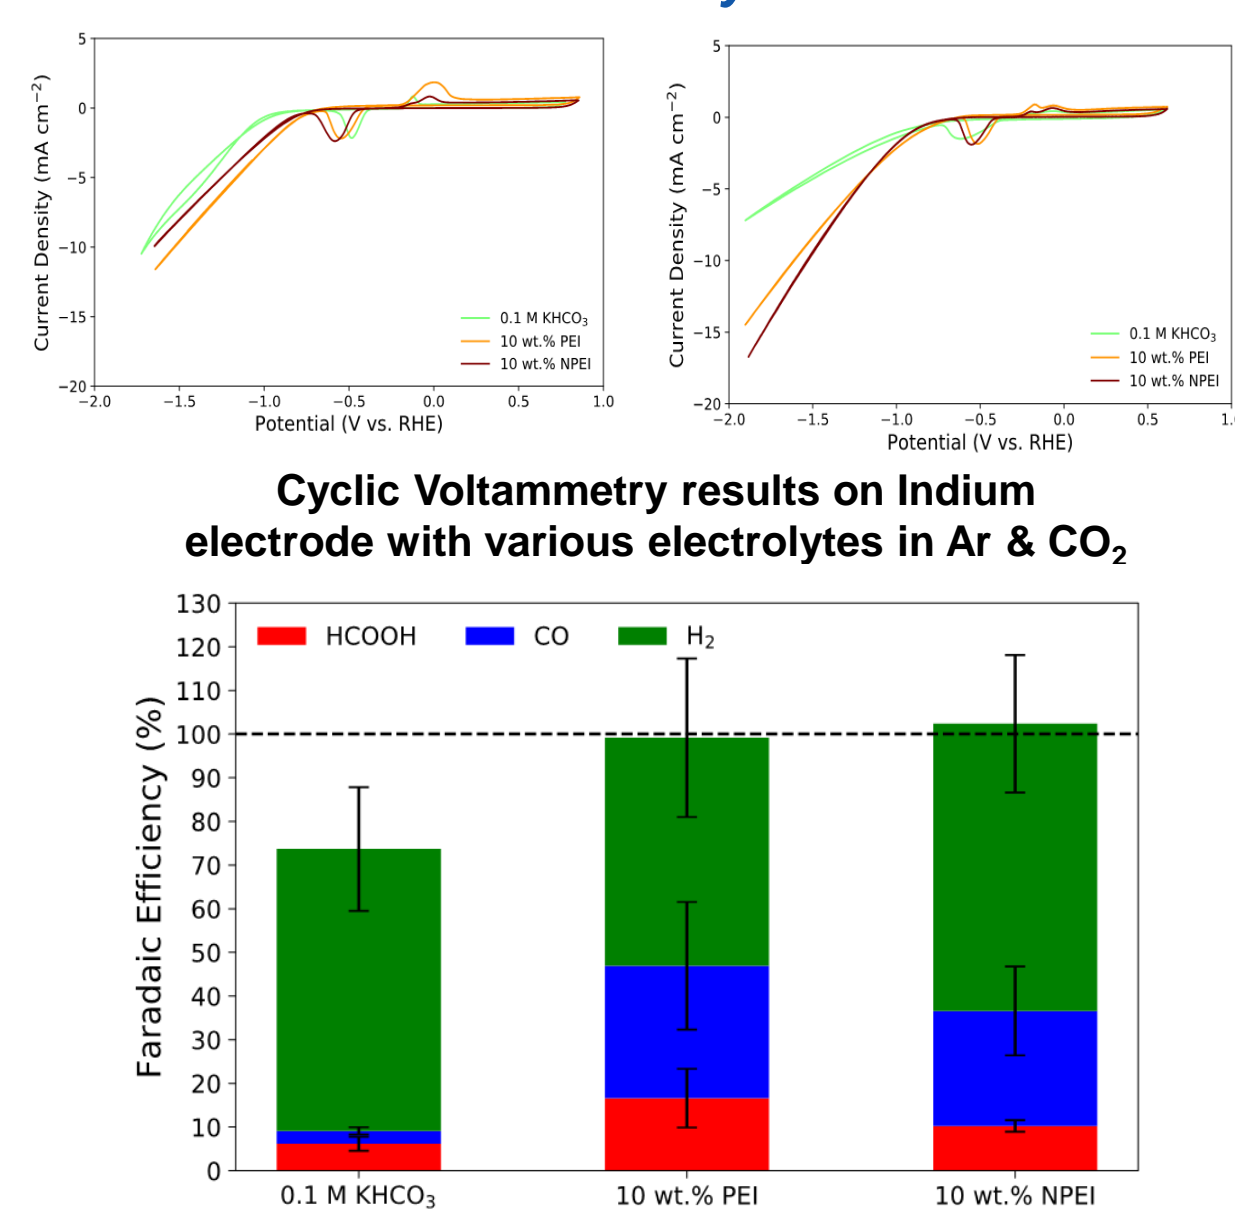 5
0
−5
−10
−15
−20
−2.0 −1.5 −1.0 −0.5 0.0 0.5 1.0
Current Density (mA cm−2)
Potential (V vs. RHE)
0.1 M KHCO3
10 wt.% PEI
10 wt.% NPEI
5
0
−5
−10
−15
−20
−2.0 −1.5 −1.0 −0.5 0.0 0.5
Current Density (mA cm−2)
Potential (V vs. RHE)
0.1 M KHCO3
10 wt.% PEI
10 wt.% NPEI
Cyclic Voltammetry results on Indium
electrode with various electrolytes in Ar & CO2
130
120
110
100
90
80
70
60
50
40
30
20
10
0
Faradaic Efficiency (%)
HCOOH CO H2
0.1 M KHCO3 10 wt.% PEI 10 wt.% NPEI